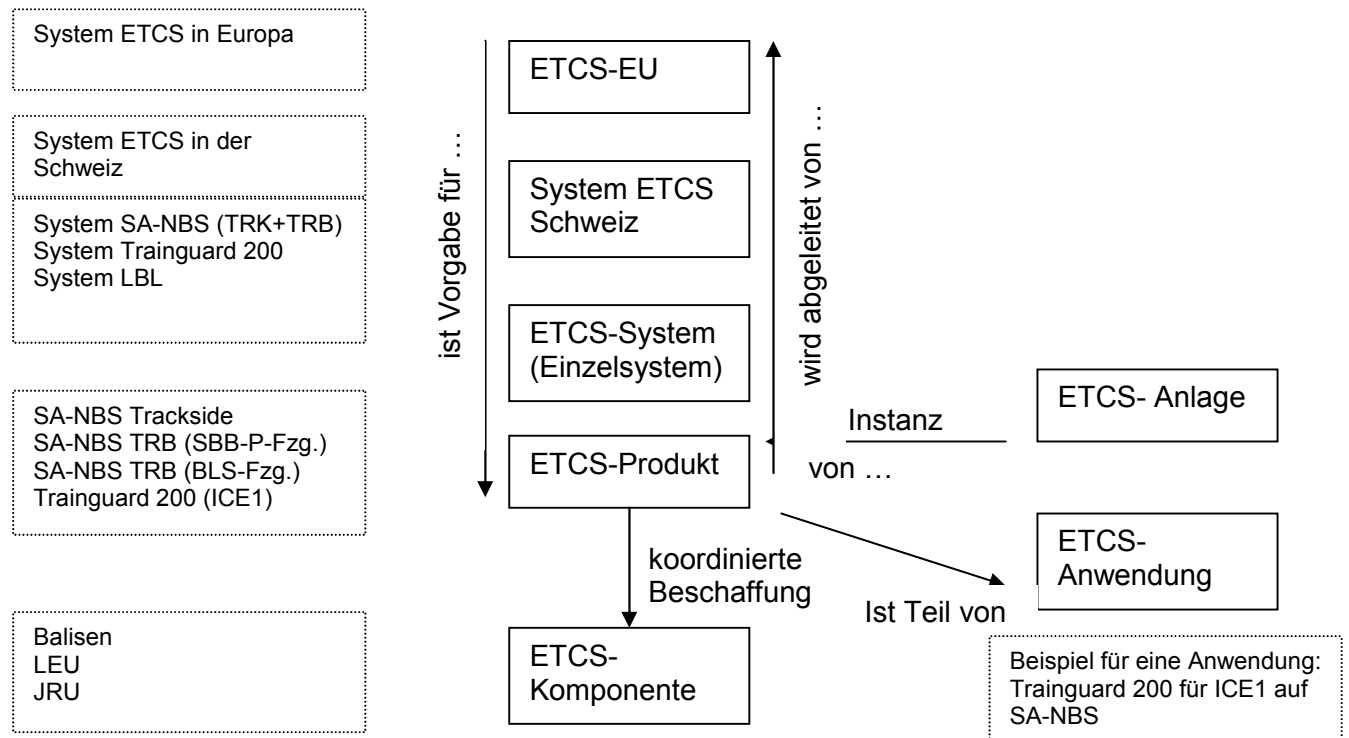 System ETCS in Europa
System ETCS in der
Schweiz
System SA-NBS (TRK+TRB)
System Trainguard 200
System LBL
SA-NBS Trackside
SA-NBS TRB (SBB-P-Fzg.)
SA-NBS TRB (BLS-Fzg.)
Trainguard 200 (ICE1)
Balisen
LEU
JRU
ist Vorgabe für …
ETCS-EU
System ETCS
Schweiz
ETCS-System
(Einzelsystem)
ETCS-Produkt
koordinierte
Beschaffung
ETCS-
Komponente
wird abgeleitet von …
Instanz
von …
ETCS- Anlage
ETCS-
Anwendung
Ist Teil von
Beispiel für eine Anwendung:
Trainguard 200 für ICE1 auf
SA-NBS